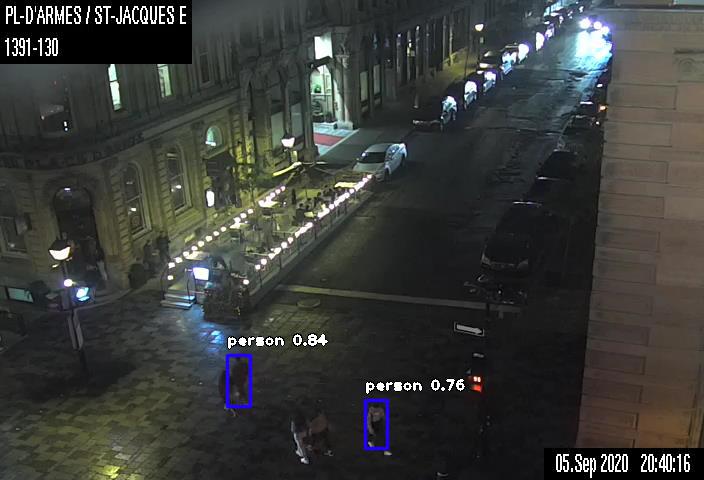 PL-D'ARMES / ST-JACQUES E
1391-130
person 0.84
person 0.76
05.Sep 2020 20:40:16